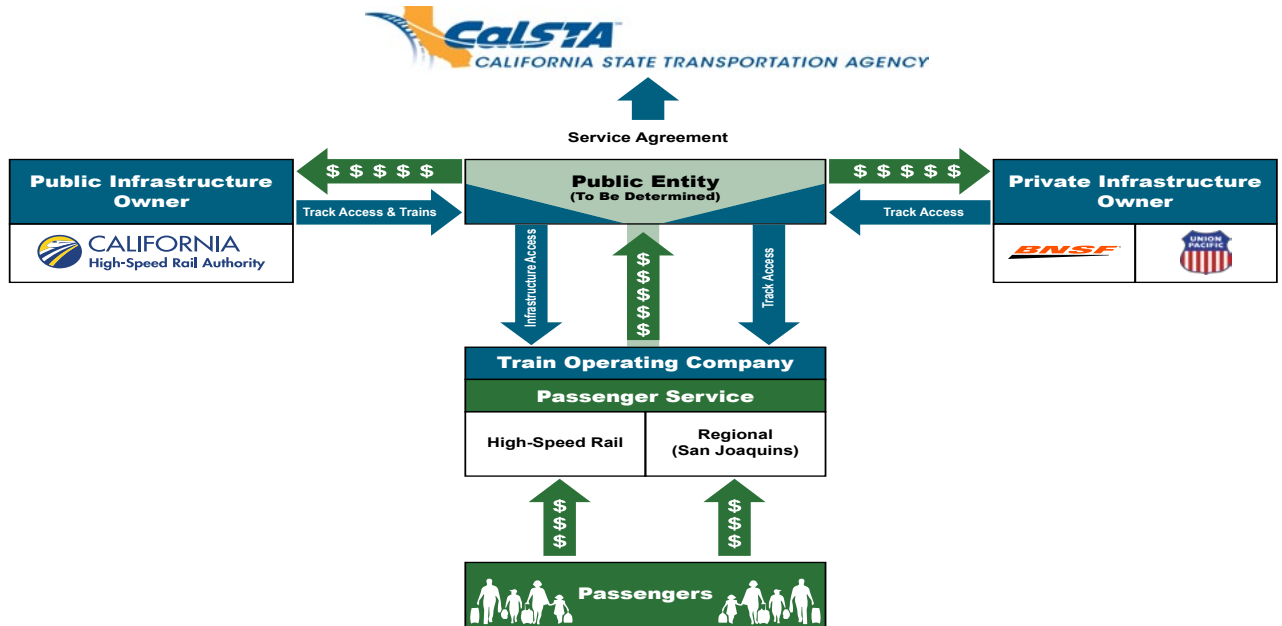 CalSTA™
CALIFORNIA STATE TRANSPORTATION AGENCY
Service Agreement
Public Infrastructure
Owner
CALIFORNIA
High-Speed Rail Authority
$ $ $ $ $
Track Access & Trains
Public Entity
(To Be Determined)
$ $ $ $ $
Track Access
Private Infrastructure
Owner
BNSF
UNION
PACIFIC
Infrastructure Access
$ $ $ $ $
Track Access
Train Operating Company
Passenger Service
High-Speed Rail
Regional
(San Joaquins)
$ $ $
$ $ $
Passengers